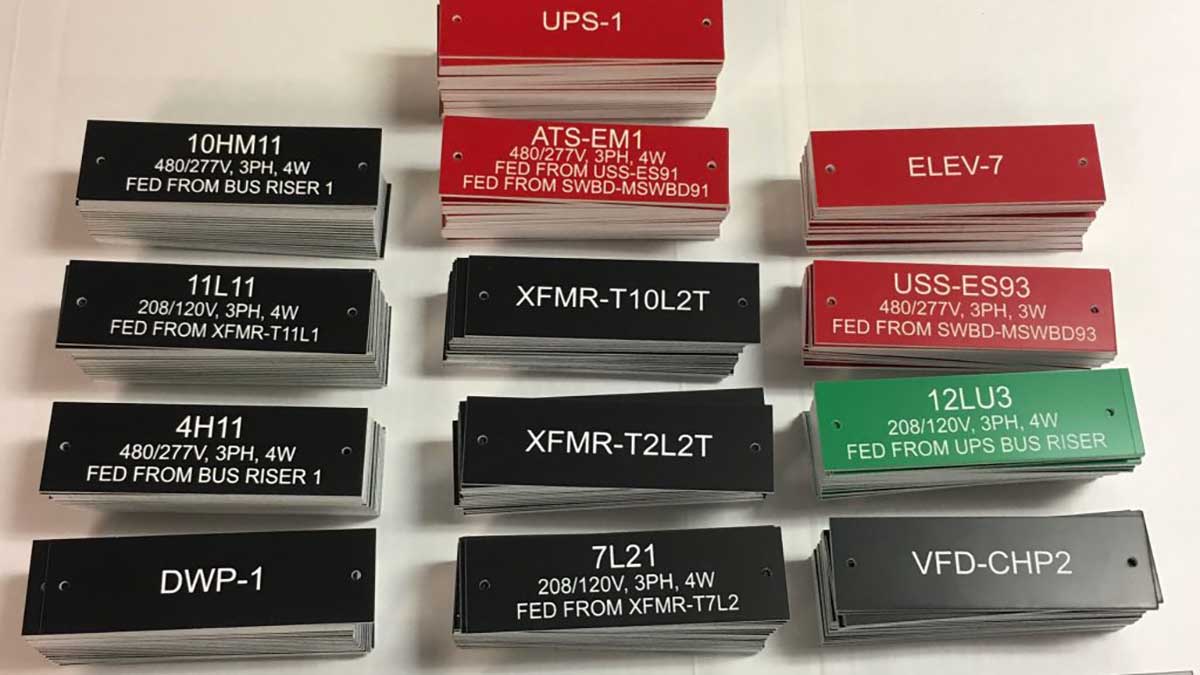 UPS-1
10HM11
480/277V, 3PH, 4W
FED FROM BUS RISER 1
ATS-EM1
480/277V, 3PH, 4W
FED FROM USS-ES91
FED FROM SWBD-MSWBD91
ELEV-7
11L11
208/120V, 3PH, 4W
FED FROM XFMR-T11L1
XFMR-T10L2T
USS-ES93
480/277V, 3PH, 3W
FED FROM SWBD-MSWBD93
4H11
480/277V, 3PH, 4W
FED FROM BUS RISER 1
XFMR-T2L2T
12LU3
208/120V, 3PH, 4W
FED FROM UPS BUS RISER
DWP-1
7L21
208/120V, 3PH, 4W
FED FROM XFMR-T7L2
VFD-CHP2